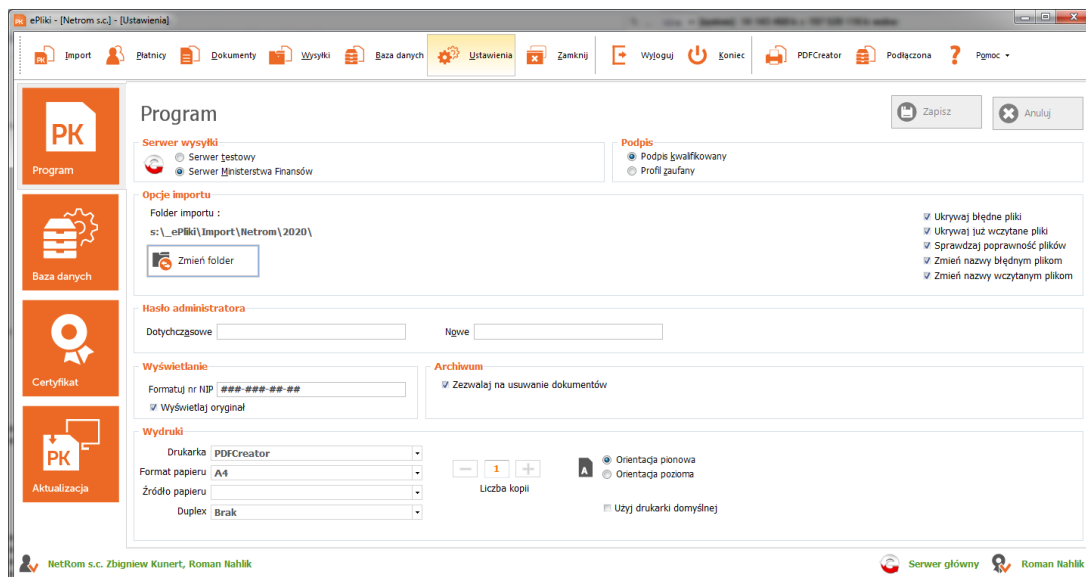 ePliki - [Netrom s.c.] - [Ustawienia]
Import Płatnicy Dokumenty Wysyłki Baza danych Ustawienia Zamknij Wyloguj Koniec PDFCreator Podłączona Pomoc
PK
Program
Baza danych
Certyfikat
PK
Aktualizacja
Program
Zapisz
Anuluj
Serwer wysyłki
Serwer testowy
Serwer Ministerstwa Finansów
Podpis
Podpis kwalifikowany
Profil zaufany
Opcje importu
Folder importu :
s:\_ePliki\Import\Netrom\2020\
Zmień folder
Ukrywaj błędne pliki
Ukrywaj już wczytane pliki
Sprawdzaj poprawność plików
Zmień nazwy błędnym plikom
Zmień nazwy wczytanym plikom
Hasło administratora
Dotychczasowe
Nowe
Wyświetlanie
Formatuj nr NIP ###-###-##-##
Wyświetlaj oryginał
Archiwum
Zezwalaj na usuwanie dokumentów
Wydruki
Drukarka PDFCreator
Format papieru A4
Źródło papieru
Duplex Brak
1
Liczba kopii
A
Orientacja pionowa
Orientacja pozioma
Użyj drukarki domyślnej
NetRom s.c. Zbigniew Kunert, Roman Nahlik
Serwer główny
Roman Nahlik